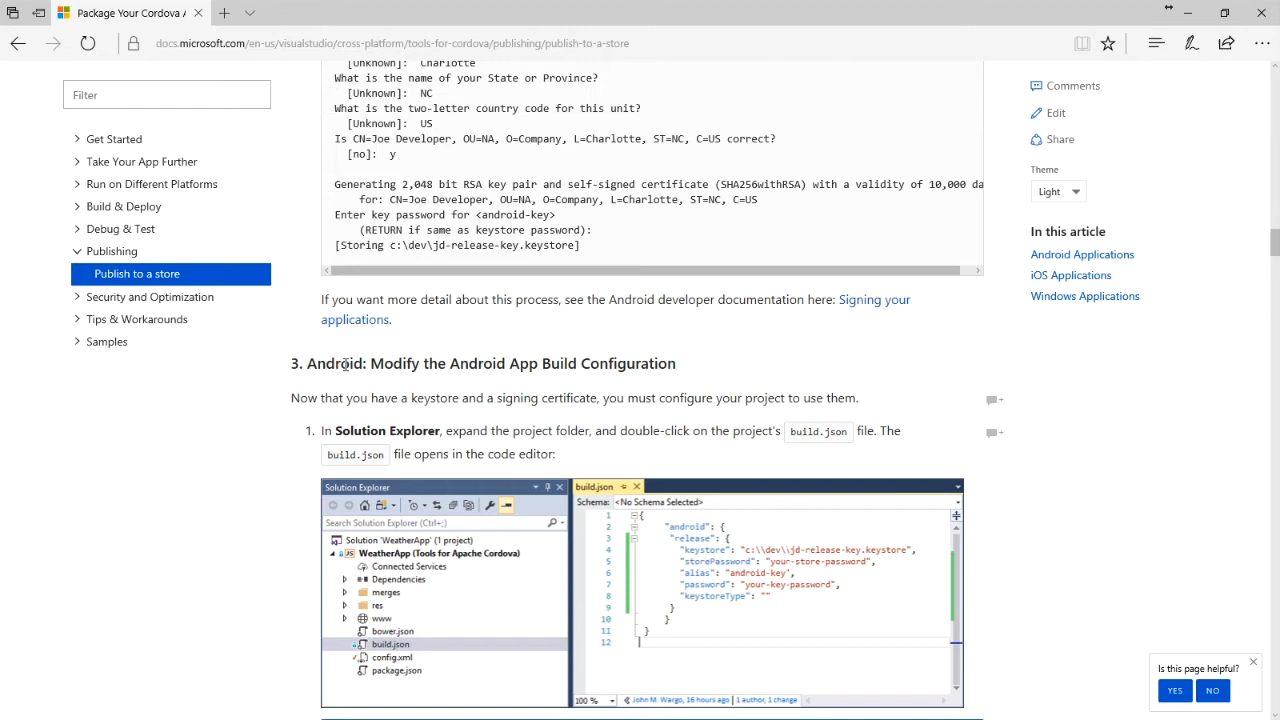 Package Your Cordova A
docs.microsoft.com/en-us/visualstudio/cross-platform/tools-for-cordova/publishing/publish-to-a-store
Filter
Get Started
Take Your App Further
Run on Different Platforms
Build & Deploy
Debug & Test
Publishing
Publish to a store
Security and Optimization
Tips & Workarounds
Samples
[Unknown]: Charlotte
What is the name of your State or Province?
[Unknown]: NC
What is the two-letter country code for this unit?
[Unknown]: US
Is CN=Joe Developer, OU=NA, O=Company, L=Charlotte, ST=NC, C=US correct?
[no]: y
Generating 2,048 bit RSA key pair and self-signed certificate (SHA256withRSA) with a validity of 10,000 da
for: CN=Joe Developer, OU=NA, O=Company, L=Charlotte, ST=NC, C=US
Enter key password for <android-key>
(RETURN if same as keystore password):
[Storing c:\dev\jd-release-key.keystore]
If you want more detail about this process, see the Android developer documentation here: Signing your
applications.
3. Android: Modify the Android App Build Configuration
Now that you have a keystore and a signing certificate, you must configure your project to use them.
1. In Solution Explorer, expand the project folder, and double-click on the project's build.json file. The
build.json file opens in the code editor:
Solution Explorer
Search Solution Explorer (Ctrl+;)
Solution 'WeatherApp' (1 project)
WeatherApp (Tools for Apache Cordova)
Connected Services
Dependencies
merges
res
www
bower.json
build.json
config.xml
package.json
build.json
Schema: <No Schema Selected>
1 {
2 "android": {
3 "release": {
4 "keystore": "c:\\dev\\jd-release-key.keystore",
5 "storePassword": "your-store-password",
6 "alias": "android-key",
7 "password": "your-key-password",
8 "keystoreType": ""
9 }
10 }
11 }
12
100 % John M. Wargo, 16 hours ago | 1 author, 1 change
Comments
Edit
Share
Theme
Light
In this article
Android Applications
iOS Applications
Windows Applications
Is this page helpful?
YES NO